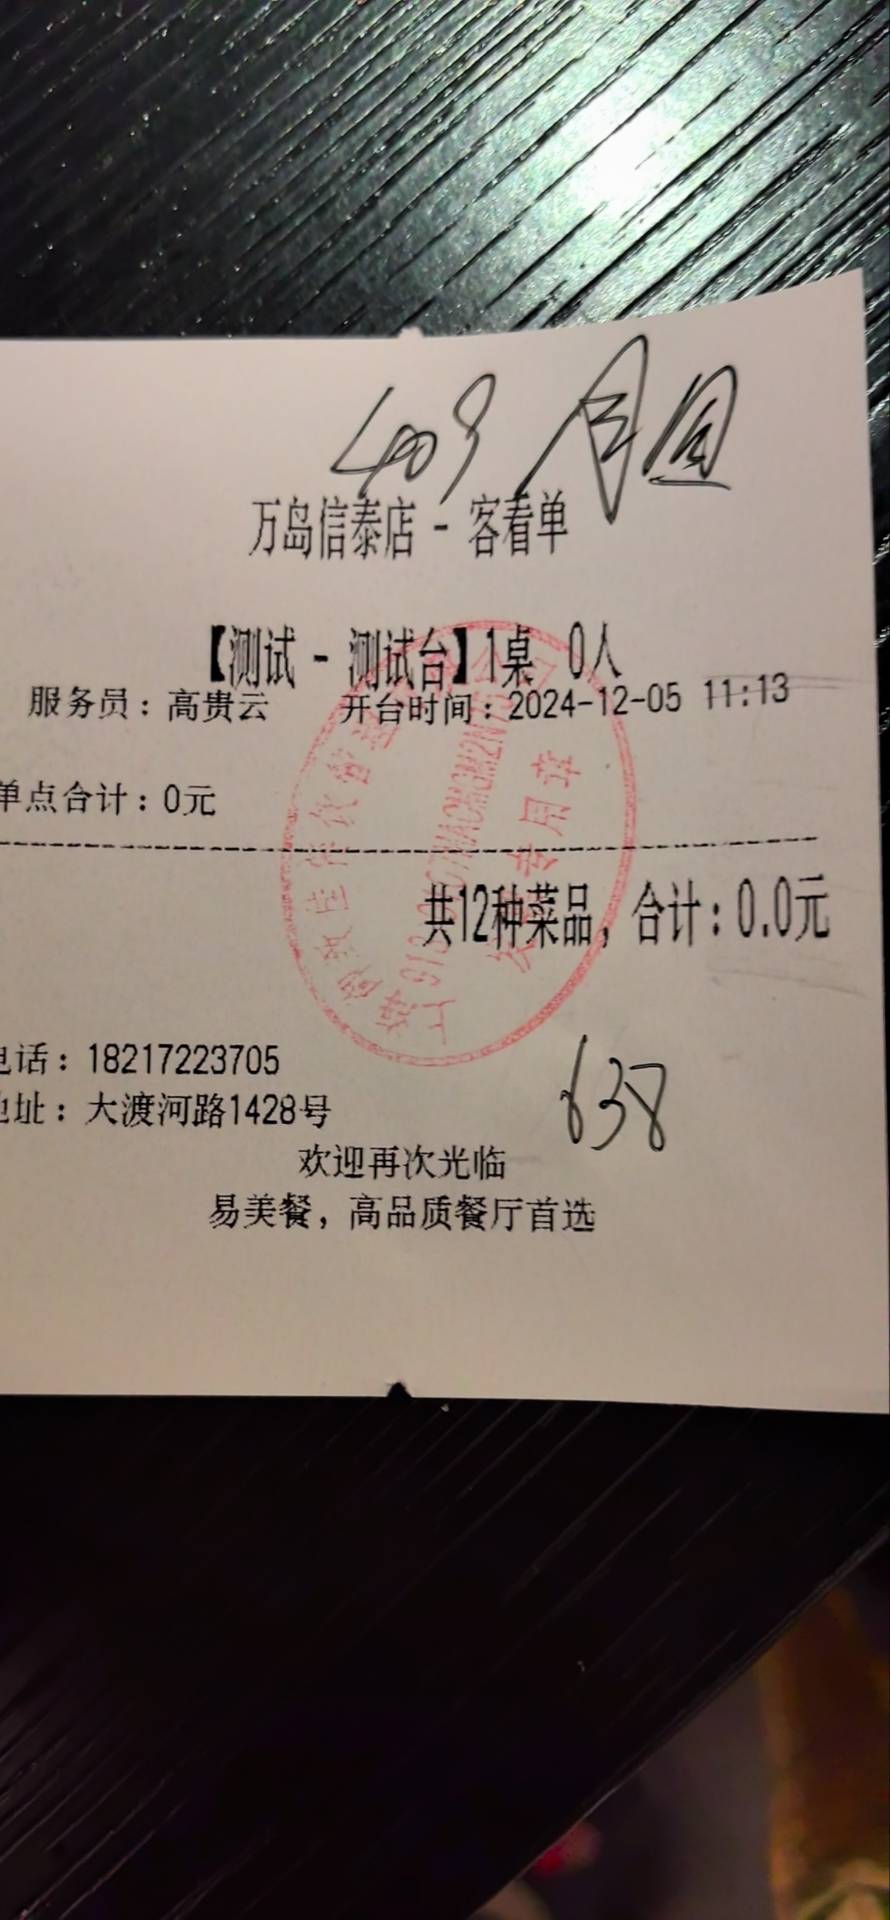 409 月圆
万岛信泰店 - 客看单
【测试 - 测试台】1桌 0人
服务员：高贵云 开台时间：2024-12-05 11:13
单点合计：0元
共12种菜品，合计：0.0元
电话：18217223705
地址：大渡河路1428号
638
欢迎再次光临
易美餐，高品质餐厅首选
专用章